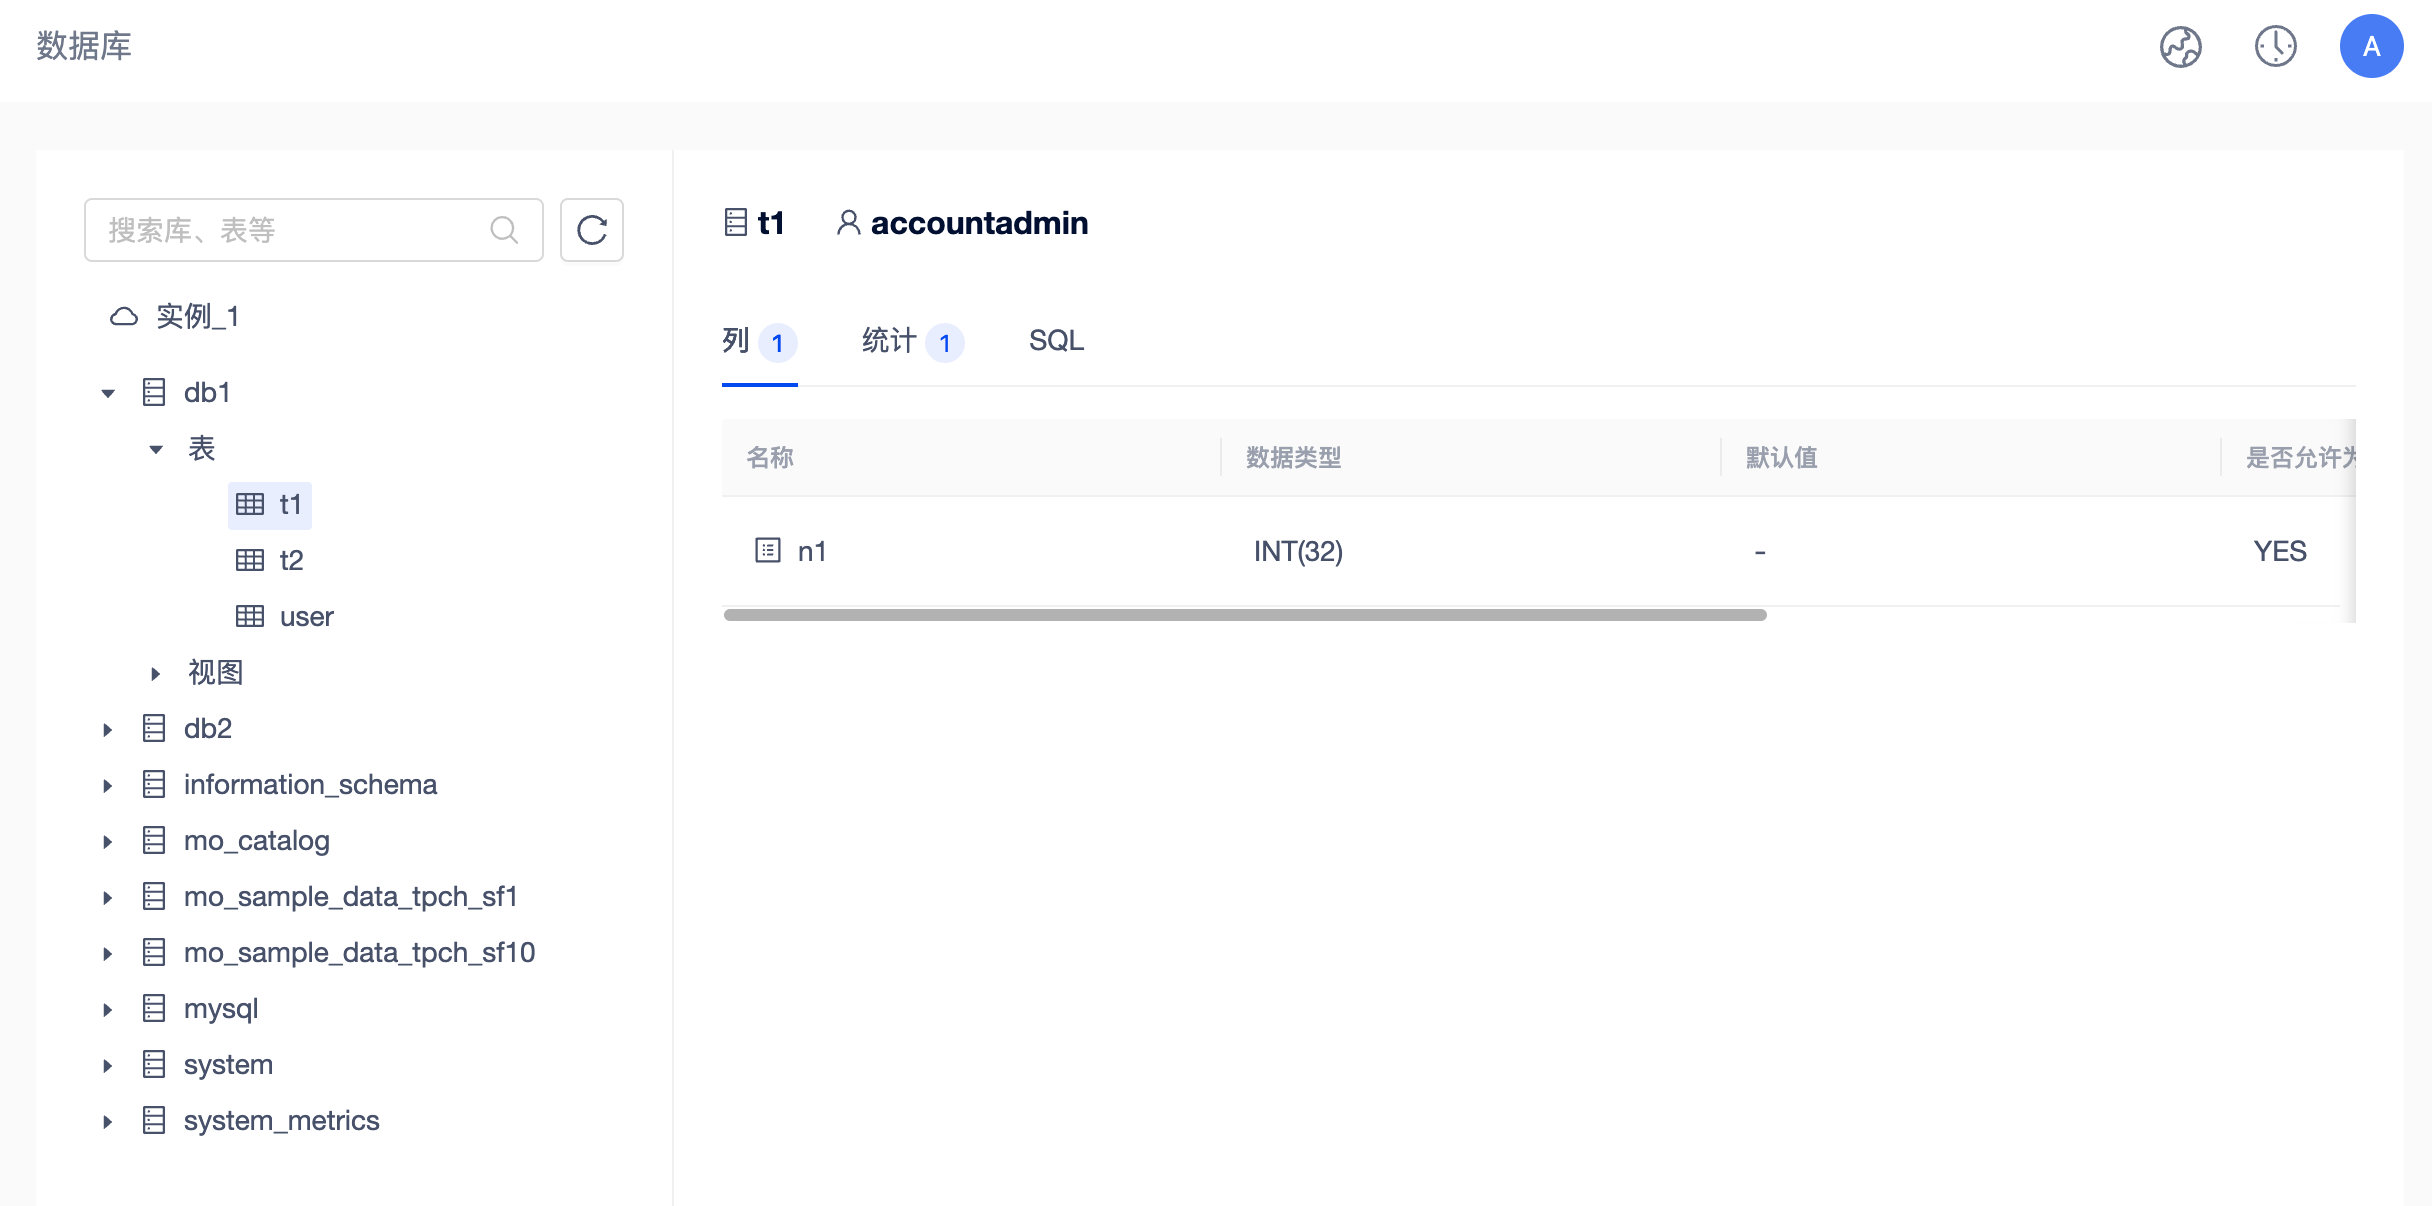 数据库
A
搜索库、表等
实例_1
db1
表
t1
t2
user
视图
db2
information_schema
mo_catalog
mo_sample_data_tpch_sf1
mo_sample_data_tpch_sf10
mysql
system
system_metrics
t1 accountadmin
列 1 统计 1 SQL
名称 数据类型 默认值 是否允许
n1 INT(32) - YES